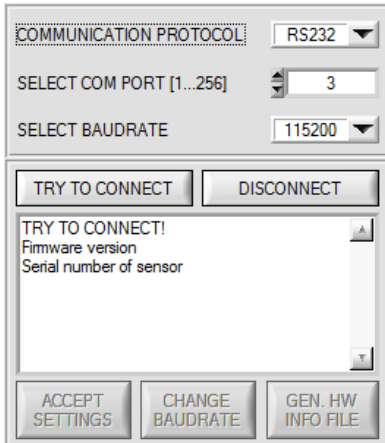 COMMUNICATION PROTOCOL RS232
SELECT COM PORT [1...256] 3
SELECT BAUDRATE 115200
TRY TO CONNECT DISCONNECT
TRY TO CONNECT!
Firmware version
Serial number of sensor
ACCEPT SETTINGS
CHANGE BAUDRATE
GEN. HW INFO FILE